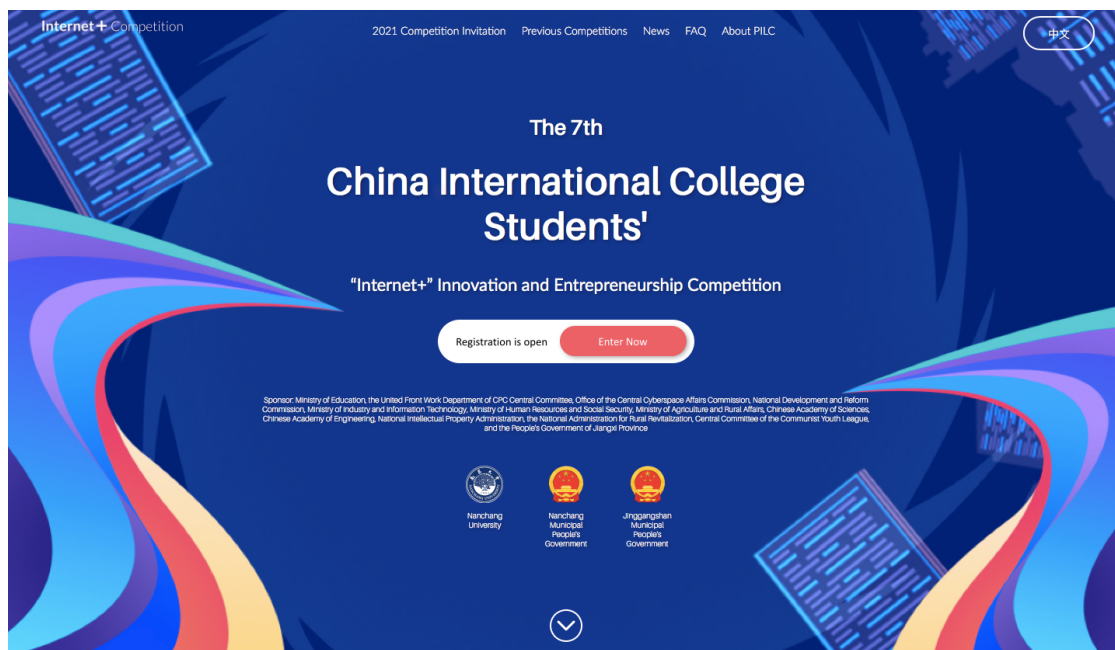 Internet+ Competition
2021 Competition Invitation Previous Competitions News FAQ About PILC
中文
The 7th
China International College
Students'
“Internet+” Innovation and Entrepreneurship Competition
Registration is open Enter Now
Sponsor: Ministry of Education, the United Front Work Department of CPC Central Committee, Office of the Central Cyberspace Affairs Commission, National Development and Reform
Commission, Ministry of Industry and Information Technology, Ministry of Human Resources and Social Security, Ministry of Agriculture and Rural Affairs, Chinese Academy of Sciences,
Chinese Academy of Engineering, National Intellectual Property Administration, the National Administration for Rural Revitalization, Central Committee of the Communist Youth League,
and the People's Government of Jiangxi Province
Nanchang
University
Nanchang
Municipal
People's
Government
Jinggangshan
Municipal
People's
Government